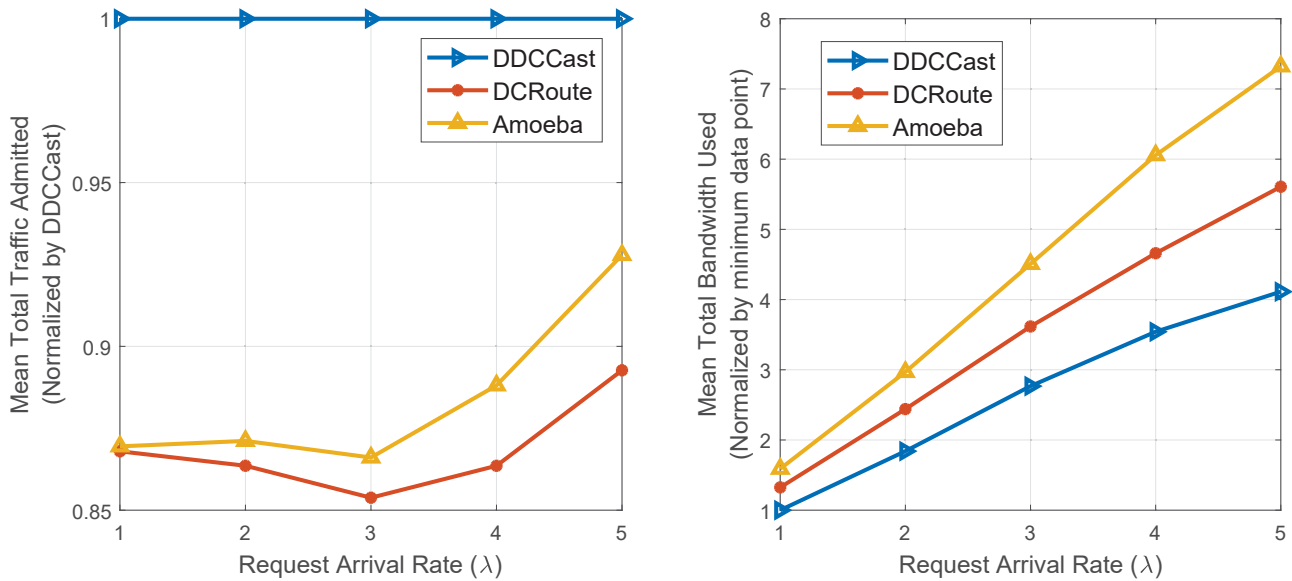 Mean Total Traffic Admitted
(Normalized by DDCCast)
1
0.95
0.9
0.85
DDCCast
DCRoute
Amoeba
1 2 3 4 5
Request Arrival Rate (λ)
Mean Total Bandwidth Used
(Normalized by minimum data point)
8
7
6
5
4
3
2
1
DDCCast
DCRoute
Amoeba
1 2 3 4 5
Request Arrival Rate (λ)